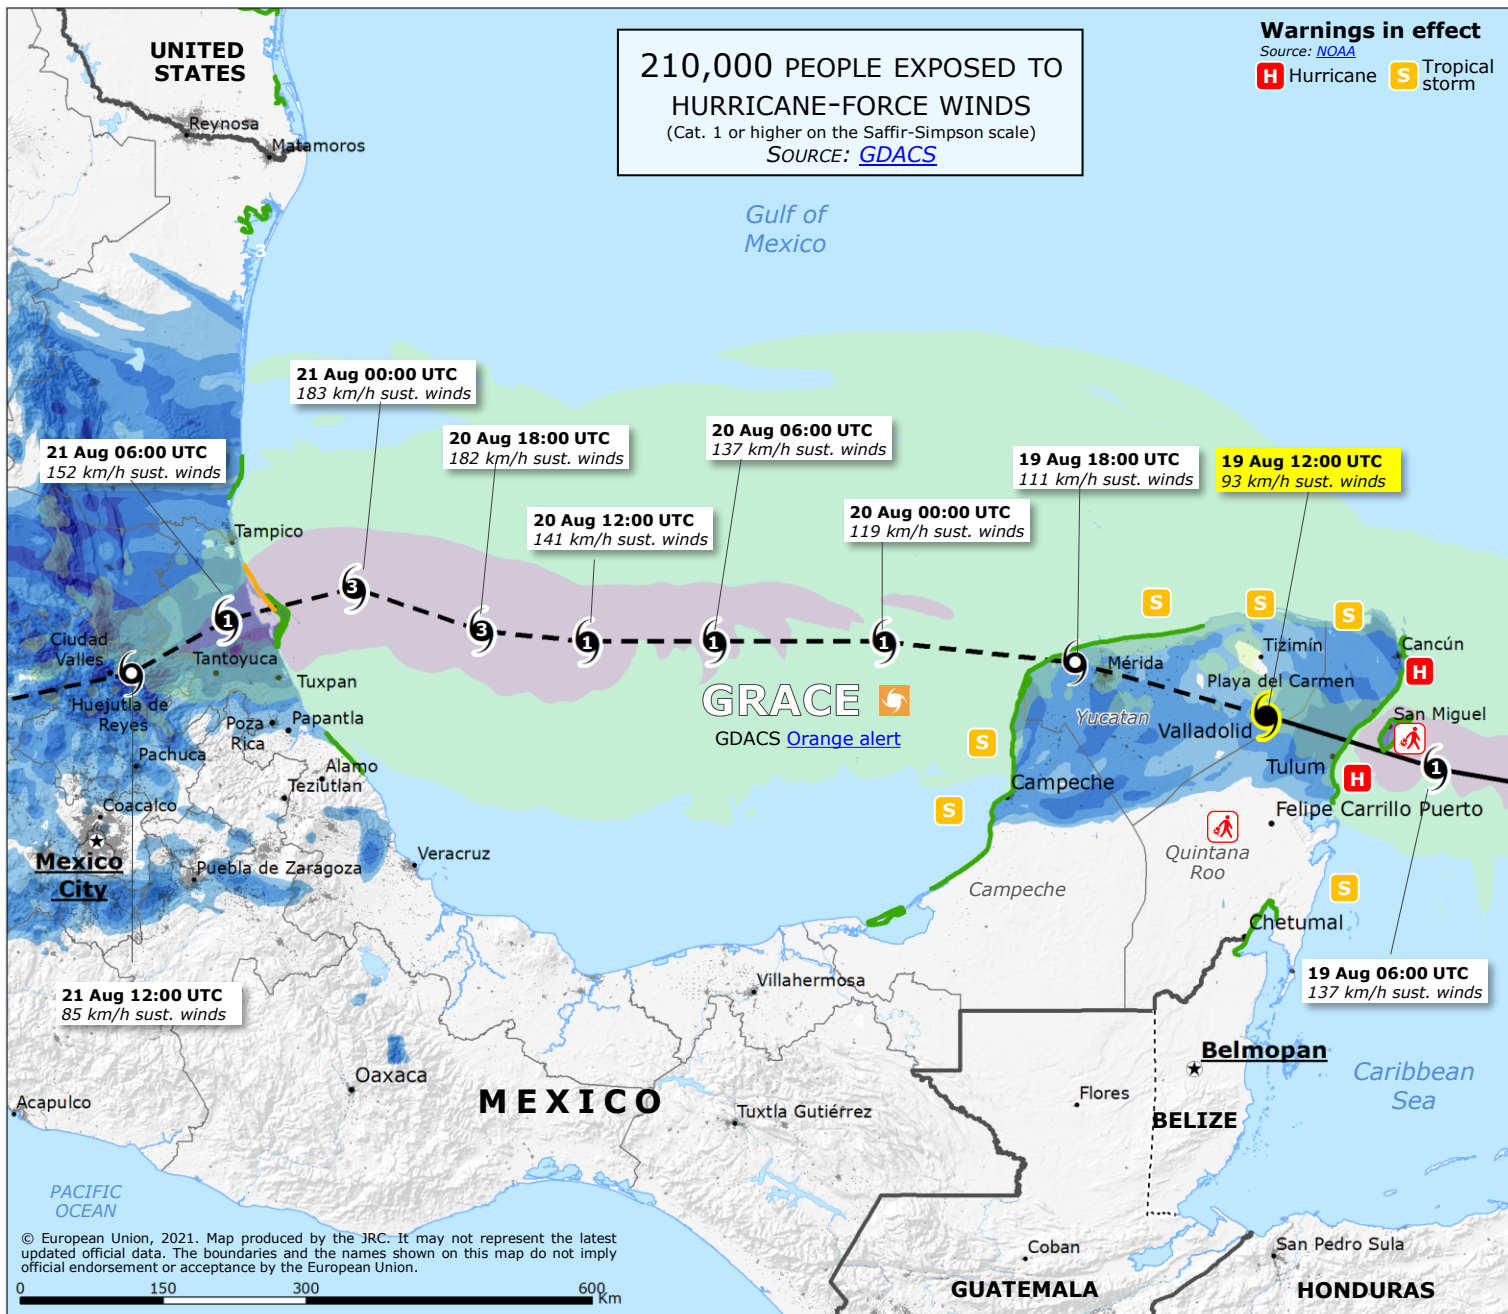 UNITED
STATES
Reynosa
Matamoros
210,000 PEOPLE EXPOSED TO
HURRICANE-FORCE WINDS
(Cat. 1 or higher on the Saffir-Simpson scale)
SOURCE: GDACS
Warnings in effect
Source: NOAA
H Hurricane
S Tropical
storm
Gulf of
Mexico
3
21 Aug 00:00 UTC
183 km/h sust. winds
21 Aug 06:00 UTC
152 km/h sust. winds
20 Aug 18:00 UTC
182 km/h sust. winds
20 Aug 06:00 UTC
137 km/h sust. winds
19 Aug 18:00 UTC
111 km/h sust. winds
19 Aug 12:00 UTC
93 km/h sust. winds
20 Aug 12:00 UTC
141 km/h sust. winds
20 Aug 00:00 UTC
119 km/h sust. winds
Tampico
3
1
3
1
1
1
S
S
S
Ciudad
Valles
Tantoyuca
Tuxpan
Huejutla de
Reyes
Poza
Rica
Papantla
Pachuca
Alamo
Teziutlan
Coacalco
Mexico
City
Puebla de Zaragoza
Veracruz
GRACE
GDACS Orange alert
Mérida
Tizimín
Cancún
H
Playa del Carmen
Yucatan
Valladolid
San Miguel
S
Tulum
H
1
Campeche
S
Felipe Carrillo Puerto
Quintana
Roo
Campeche
S
Chetumal
19 Aug 06:00 UTC
137 km/h sust. winds
21 Aug 12:00 UTC
85 km/h sust. winds
Villahermosa
4
4
Oaxaca
MEXICO
Acapulco
Tuxtla Gutiérrez
Belmopan
Flores
BELIZE
Caribbean
Sea
PACIFIC
OCEAN
© European Union, 2021. Map produced by the JRC. It may not represent the latest
updated official data. The boundaries and the names shown on this map do not imply
official endorsement or acceptance by the European Union.
0 150 300 600
Km
Coban
San Pedro Sula
GUATEMALA
HONDURAS